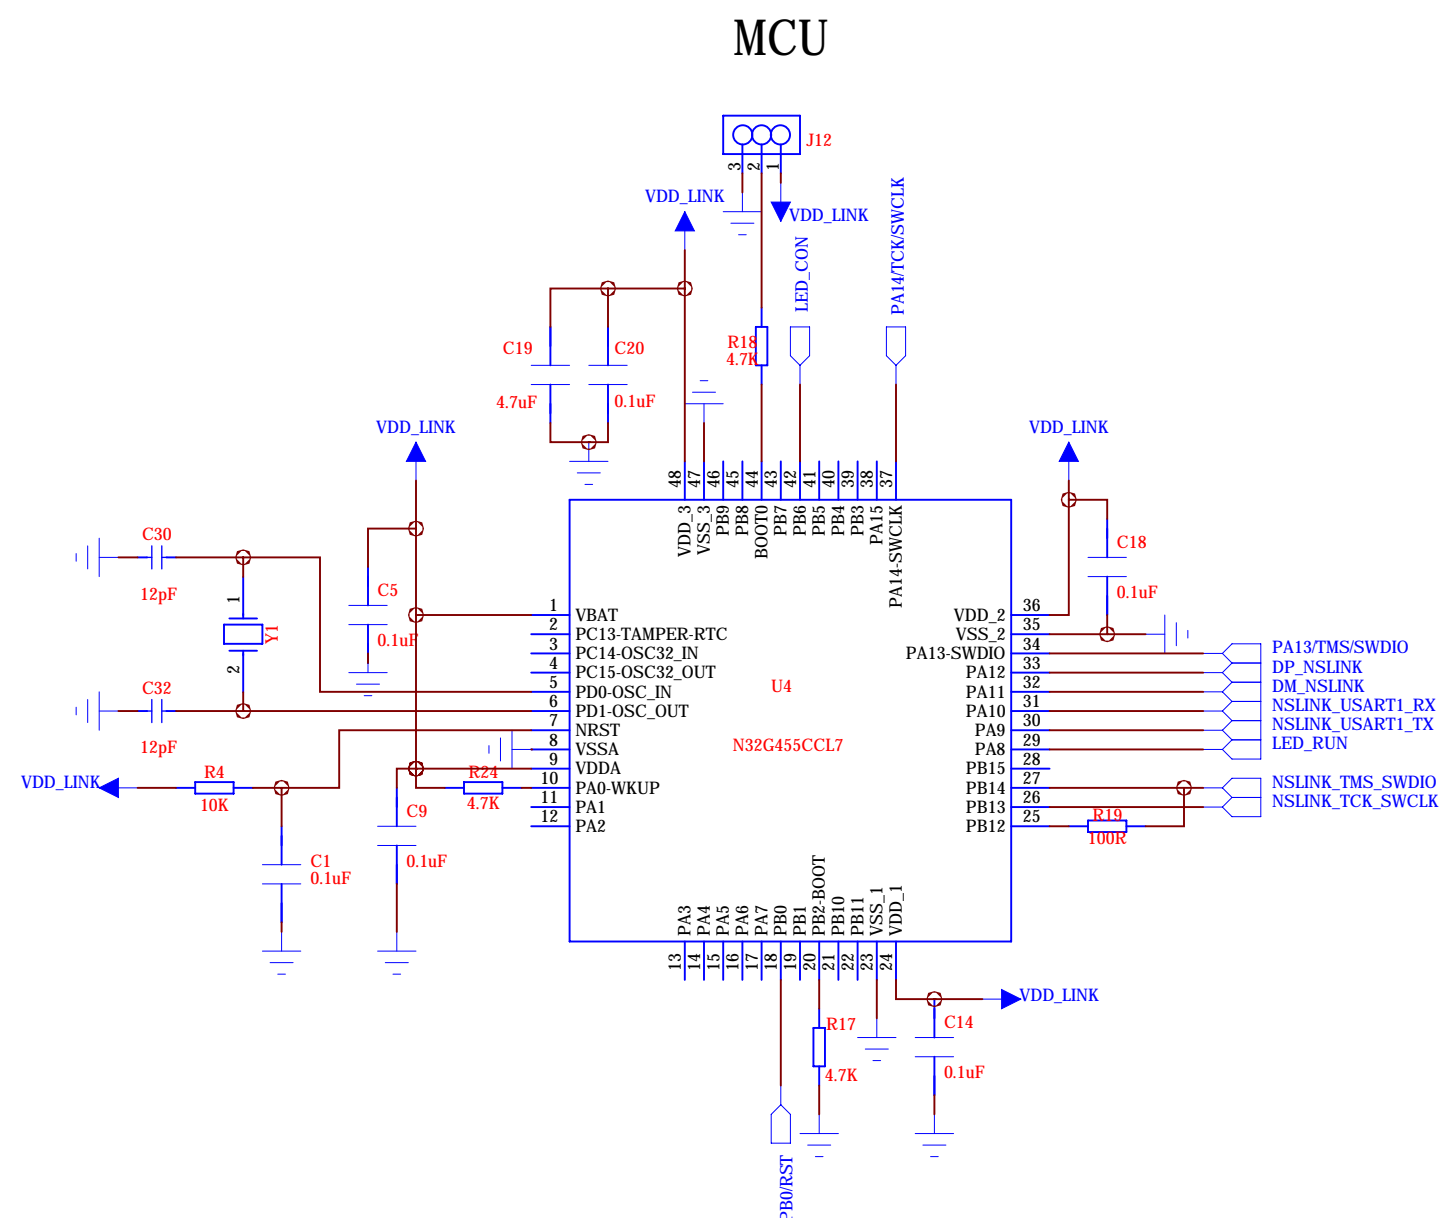 MCU
J12
3
2
1
VDD_LINK
VDD_LINK
LED_CON
PA14/TCK/SWCLK
C19
4.7uF
C20
0.1uF
R18
4.7K
VDD_LINK
VDD_LINK
48
47
46
45
44
43
42
41
40
39
38
37
VDD_3
VSS_3
PB9
PB8
BOOT0
PB7
PB6
PB5
PB4
PB3
PA15
PA14-SWCLK
C30
12pF
C5
0.1uF
C18
0.1uF
1
Y1
2
C32
12pF
1 VBAT
2 PC13-TAMPER-RTC
3 PC14-OSC32_IN
4 PC15-OSC32_OUT
5 PD0-OSC_IN
6 PD1-OSC_OUT
7 NRST
8 VSSA
9 VDDA
10 PA0-WKUP
11 PA1
12 PA2
U4
N32G455CCL7
VDD_2 36
VSS_2 35
PA13-SWDIO 34 PA13/TMS/SWDIO
PA12 33 DP_NSLINK
PA11 32 DM_NSLINK
PA10 31 NSLINK_USART1_RX
PA9 30 NSLINK_USART1_TX
PA8 29 LED_RUN
PB15 28
PB14 27 NSLINK_TMS_SWDIO
PB13 26 NSLINK_TCK_SWCLK
PB12 25
R19
100R
VDD_LINK
R4
10K
R24
4.7K
C9
0.1uF
C1
0.1uF
PA3
PA4
PA5
PA6
PA7
PB0
PB1
PB2-BOOT
PB10
PB11
VSS_1
VDD_1
13
14
15
16
17
18
19
20
21
22
23
24
VDD_LINK
R17
4.7K
C14
0.1uF
PB0/RST